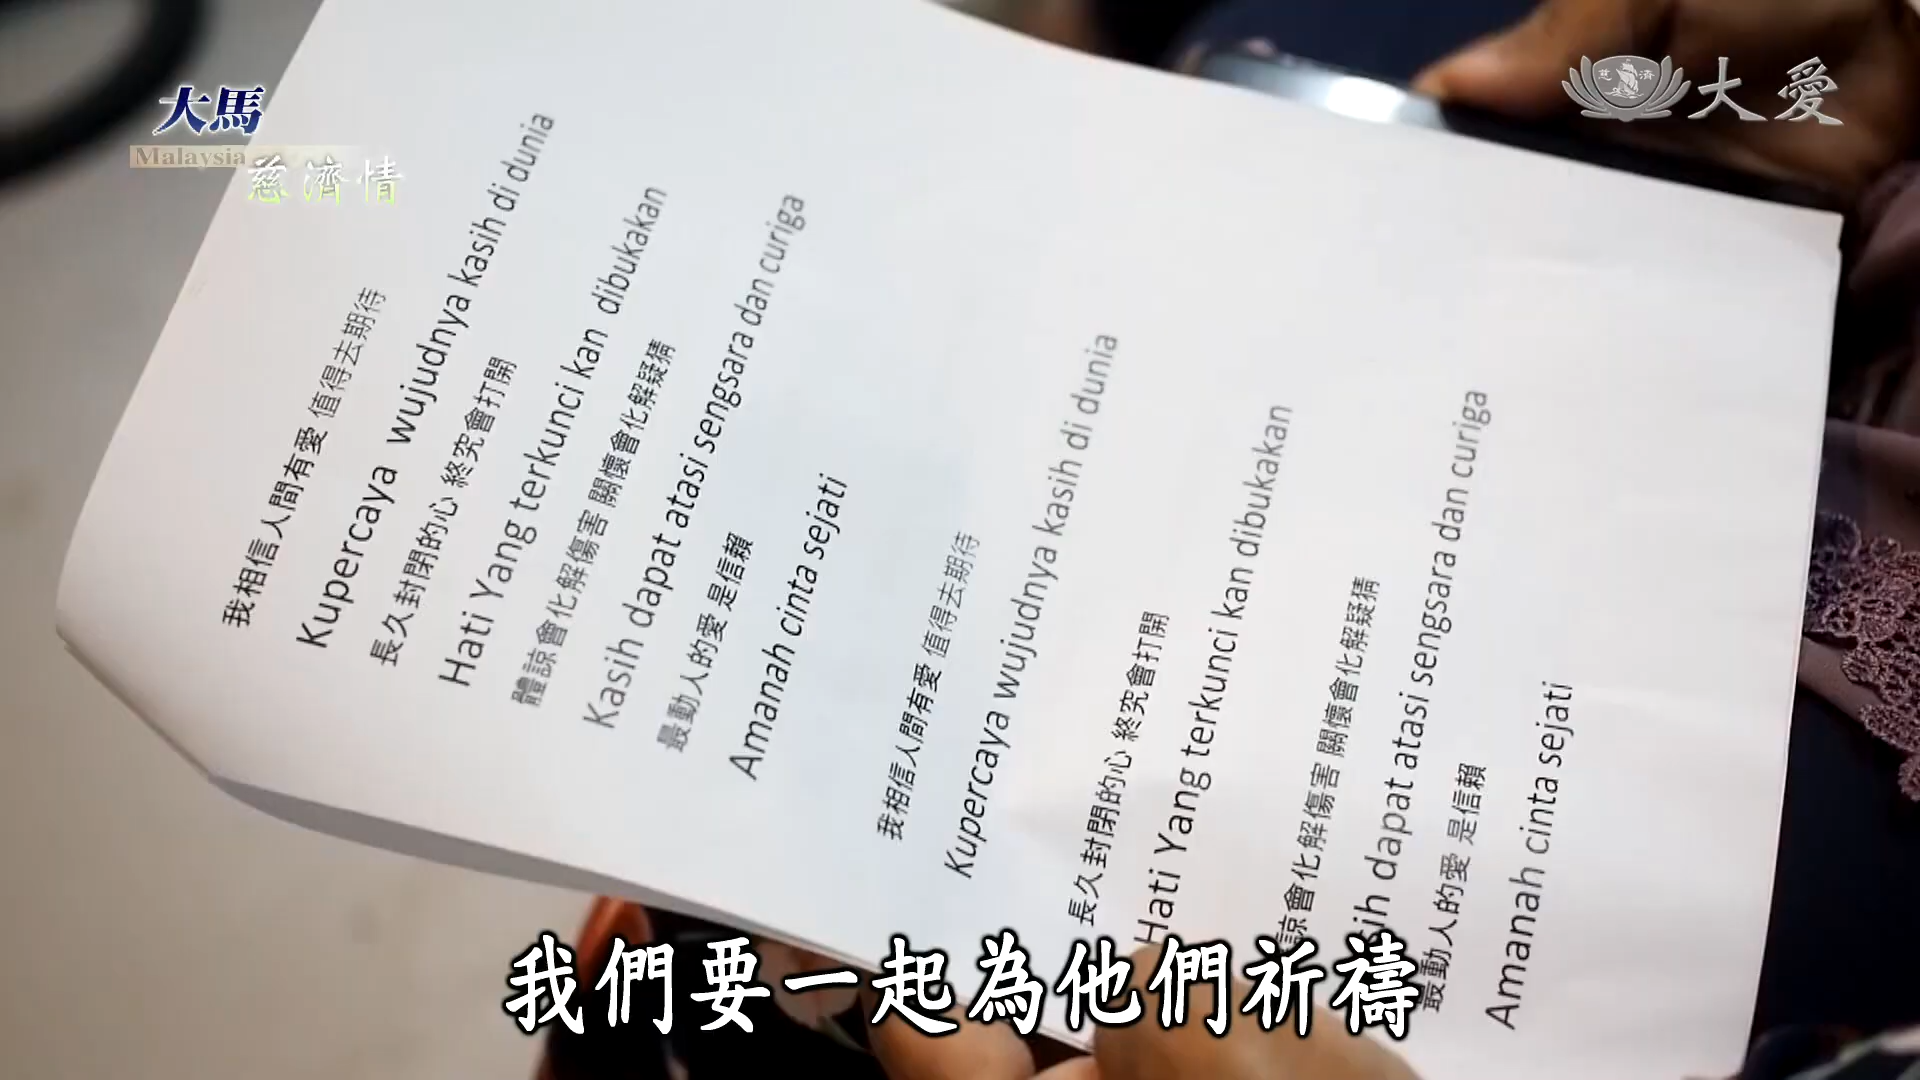 大馬
Malaysia
慈濟情
慈濟
大愛
我相信人間有愛 值得去期待
Kupercaya wujudnya kasih di dunia
長久封閉的心 終究會打開
Hati Yang terkunci kan dibukakan
體諒會化解傷害 關懷會化解疑猜
Kasih dapat atasi sengsara dan curiga
最動人的愛 是信賴
Amanah cinta sejati
我相信人間有愛 值得去期待
Kupercaya wujudnya kasih di dunia
長久封閉的心 終究會打開
Hati Yang terkunci kan dibukakan
諒會化解傷害 關懷會化解疑猜
sih dapat atasi sengsara dan curiga
最動人的愛 是信賴
Amanah cinta sejati
我們要一起為他們祈禱